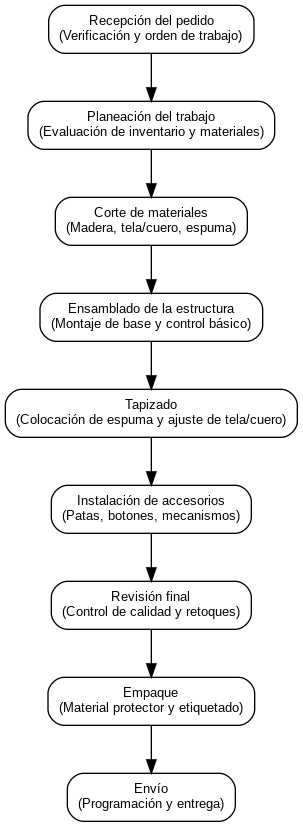 Recepción del pedido
(Verificación y orden de trabajo)
Planeación del trabajo
(Evaluación de inventario y materiales)
Corte de materiales
(Madera, tela/cuero, espuma)
Ensamblado de la estructura
(Montaje de base y control básico)
Tapizado
(Colocación de espuma y ajuste de tela/cuero)
Instalación de accesorios
(Patas, botones, mecanismos)
Revisión final
(Control de calidad y retoques)
Empaque
(Material protector y etiquetado)
Envío
(Programación y entrega)